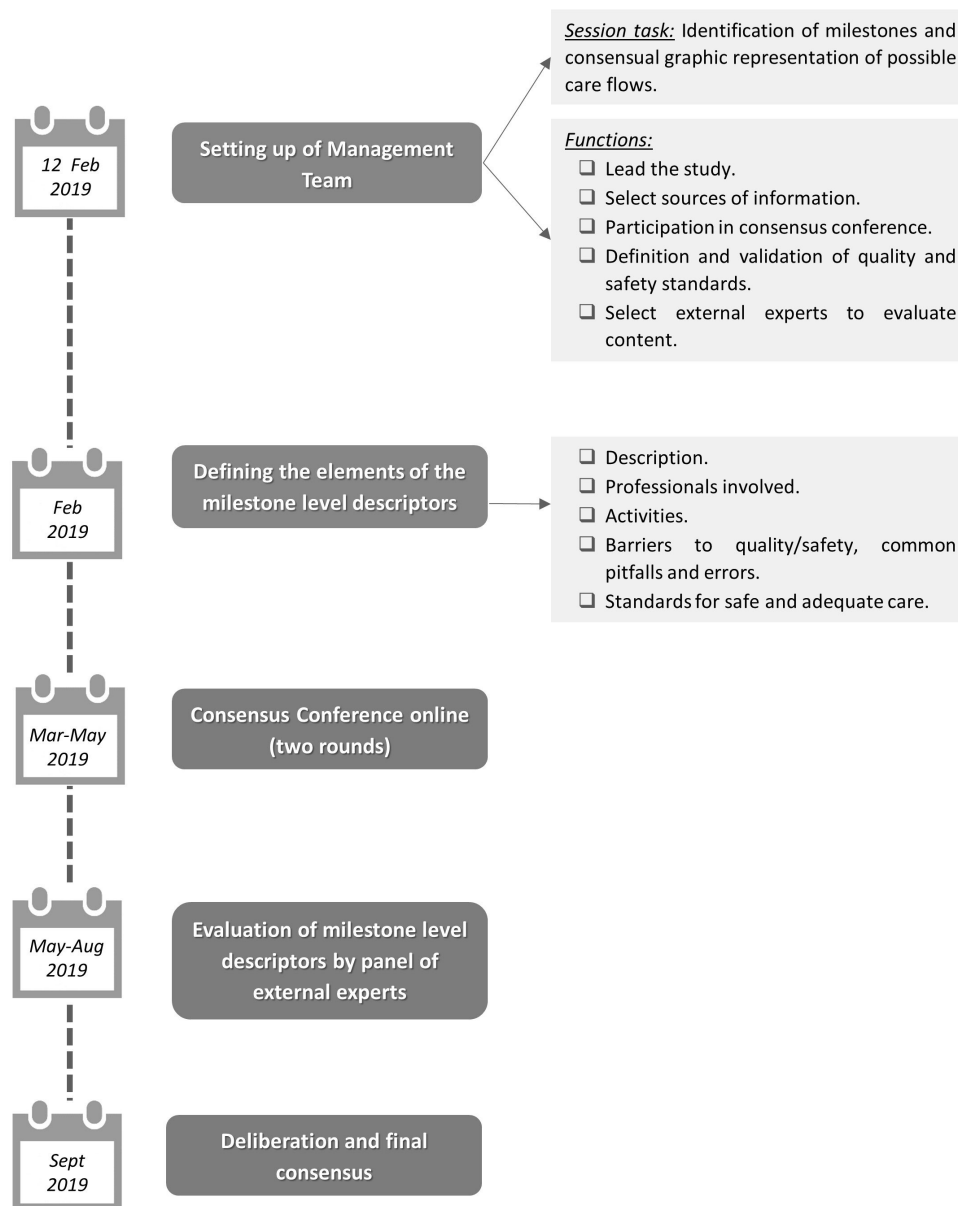 12 Feb
2019
Setting up of Management
Team
Session task: Identification of milestones and
consensual graphic representation of possible
care flows.
Functions:
❑ Lead the study.
❑ Select sources of information.
❑ Participation in consensus conference.
❑ Definition and validation of quality and
safety standards.
❑ Select external experts to evaluate
content.
Feb
2019
Defining the elements of the
milestone level descriptors
❑ Description.
❑ Professionals involved.
❑ Activities.
❑ Barriers to quality/safety, common
pitfalls and errors.
❑ Standards for safe and adequate care.
Mar-May
2019
Consensus Conference online
(two rounds)
May-Aug
2019
Evaluation of milestone level
descriptors by panel of
external experts
Sept
2019
Deliberation and final
consensus